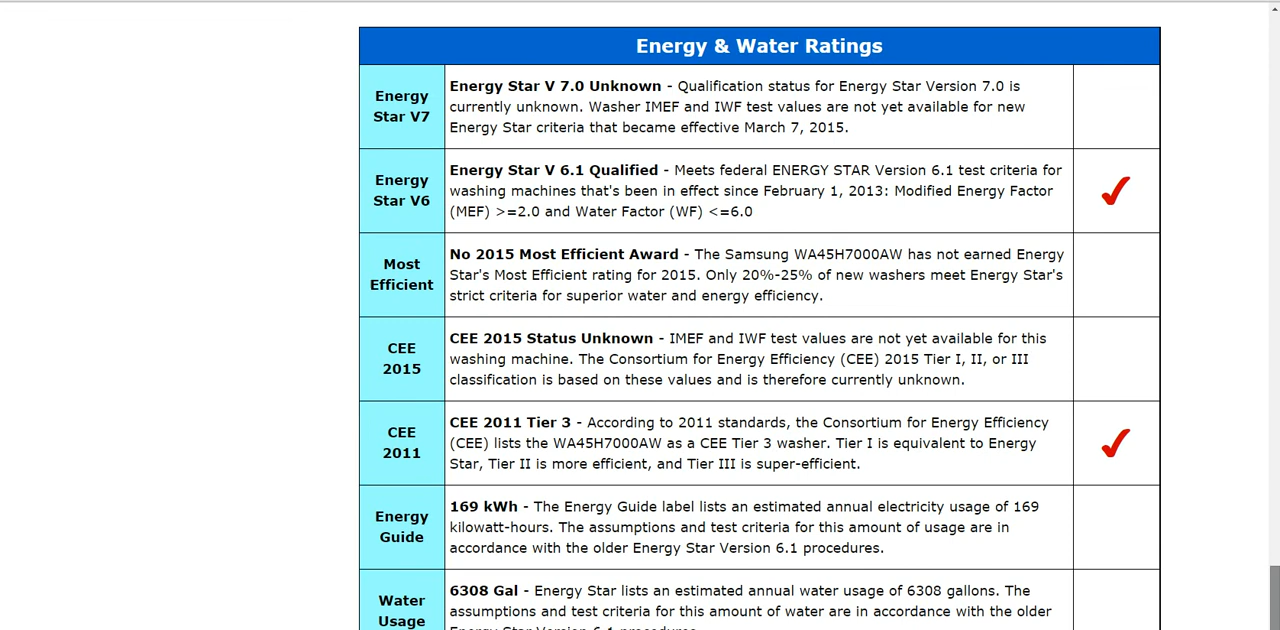 Energy & Water Ratings
Energy
Star V7
Energy Star V 7.0 Unknown - Qualification status for Energy Star Version 7.0 is
currently unknown. Washer IMEF and IWF test values are not yet available for new
Energy Star criteria that became effective March 7, 2015.
Energy
Star V6
Energy Star V 6.1 Qualified - Meets federal ENERGY STAR Version 6.1 test criteria for
washing machines that's been in effect since February 1, 2013: Modified Energy Factor
(MEF) >=2.0 and Water Factor (WF) <=6.0
Most
Efficient
No 2015 Most Efficient Award - The Samsung WA45H7000AW has not earned Energy
Star's Most Efficient rating for 2015. Only 20%-25% of new washers meet Energy Star's
strict criteria for superior water and energy efficiency.
CEE
2015
CEE 2015 Status Unknown - IMEF and IWF test values are not yet available for this
washing machine. The Consortium for Energy Efficiency (CEE) 2015 Tier I, II, or III
classification is based on these values and is therefore currently unknown.
CEE
2011
CEE 2011 Tier 3 - According to 2011 standards, the Consortium for Energy Efficiency
(CEE) lists the WA45H7000AW as a CEE Tier 3 washer. Tier I is equivalent to Energy
Star, Tier II is more efficient, and Tier III is super-efficient.
Energy
Guide
169 kWh - The Energy Guide label lists an estimated annual electricity usage of 169
kilowatt-hours. The assumptions and test criteria for this amount of usage are in
accordance with the older Energy Star Version 6.1 procedures.
Water
Usage
6308 Gal - Energy Star lists an estimated annual water usage of 6308 gallons. The
assumptions and test criteria for this amount of water are in accordance with the older
Energy Star Version 6.1 procedures.